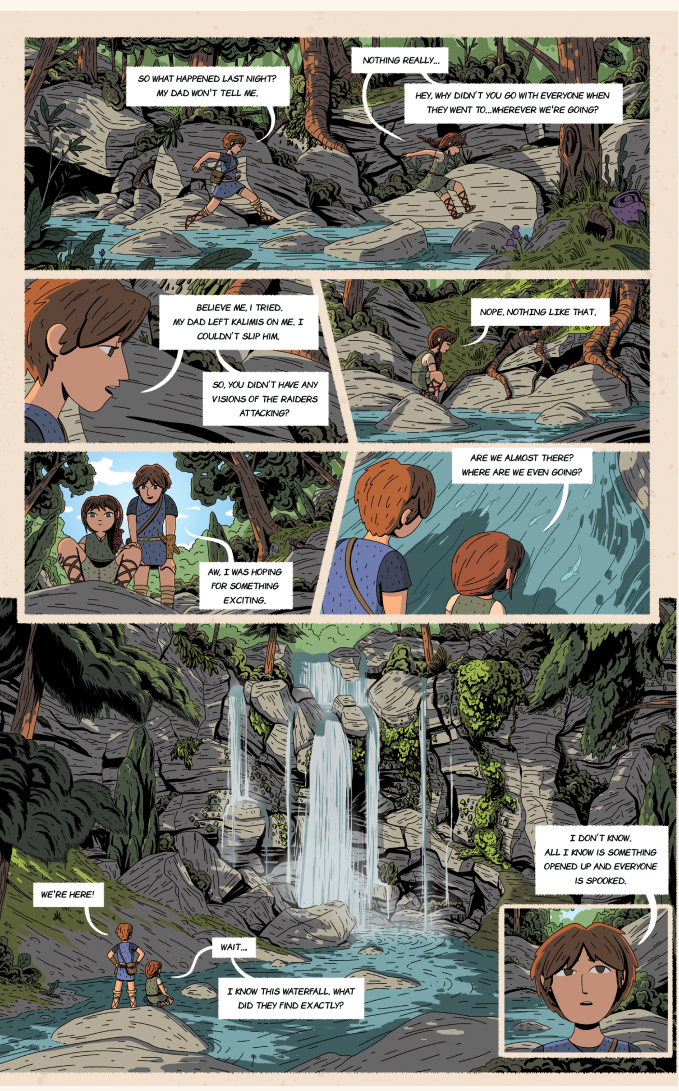 SO WHAT HAPPENED LAST NIGHT?
MY DAD WON'T TELL ME.
NOTHING REALLY...
HEY, WHY DIDN'T YOU GO WITH EVERYONE WHEN
THEY WENT TO...WHEREVER WE'RE GOING?
BELIEVE ME, I TRIED.
MY DAD LEFT KALIMIS ON ME. I
COULDN'T SLIP HIM.
SO, YOU DIDN'T HAVE ANY
VISIONS OF THE RAIDERS
ATTACKING?
NOPE. NOTHING LIKE THAT.
AW, I WAS HOPING
FOR SOMETHING
EXCITING.
ARE WE ALMOST THERE?
WHERE ARE WE EVEN GOING?
WE'RE HERE!
WAIT...
I KNOW THIS WATERFALL. WHAT
DID THEY FIND EXACTLY?
I DON'T KNOW.
ALL I KNOW IS SOMETHING
OPENED UP AND EVERYONE
IS SPOOKED.